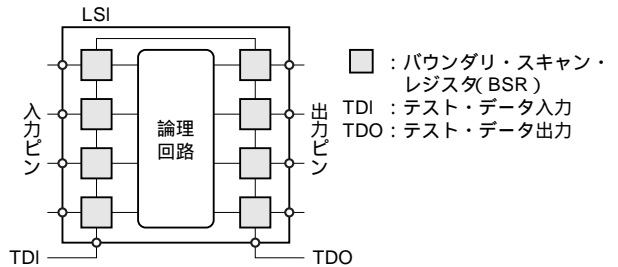 LSI
入力ピン
論理
回路
出力ピン
TDI
TDO
：バウンダリ・スキャン・
レジスタ(BSR)
TDI ：テスト・データ入力
TDO：テスト・データ出力